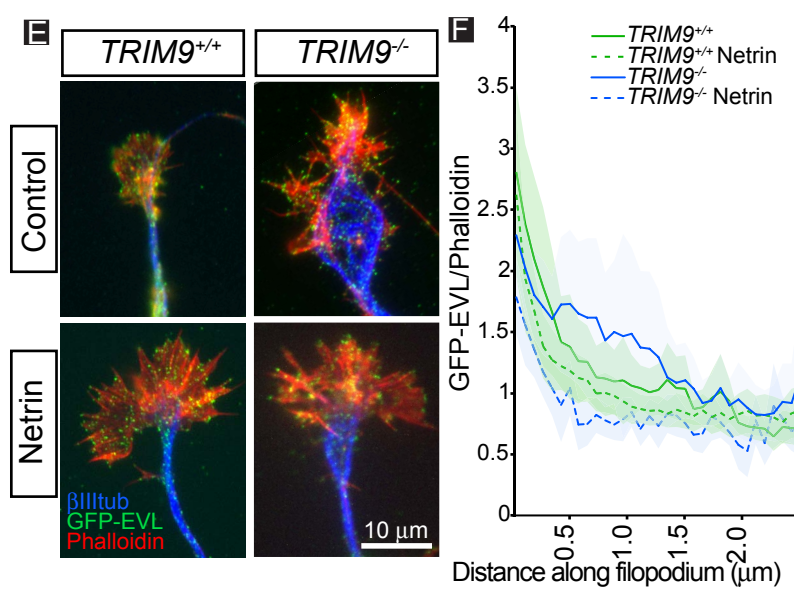 E
TRIM9+/+
TRIM9-/-
Control
Netrin
βIIItub
GFP-EVL
Phalloidin
10 µm
F
GFP-EVL/Phalloidin
4
3.5
3
2.5
2
1.5
1
0.5
0
TRIM9+/+
TRIM9+/+ Netrin
TRIM9-/-
TRIM9-/- Netrin
0.5
1.0
1.5
2.0
Distance along filopodium (µm)